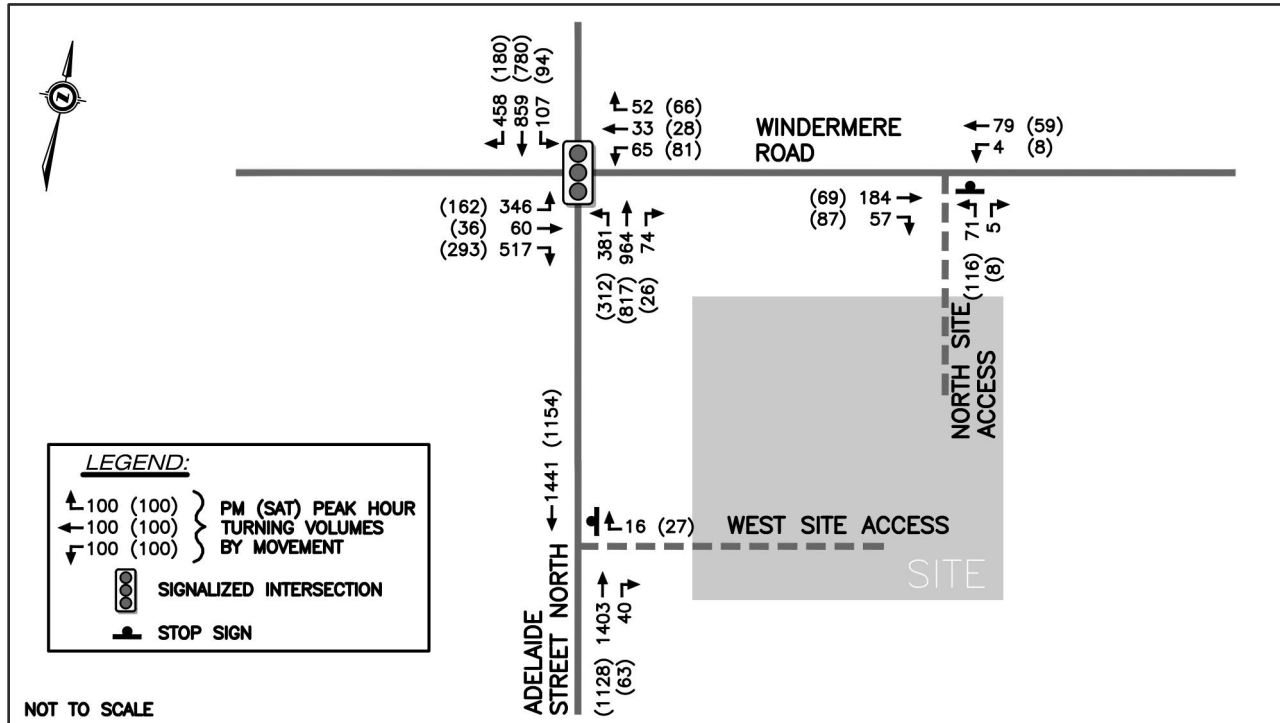 458 (180)
859 (780)
107 (94)
52 (66)
33 (28)
65 (81)
WINDERMERE
ROAD
79 (59)
4 (8)
(162) 346
(36) 60
(293) 517
(312) 381
(817) 964
(26) 74
(69) 184
(87) 57
(116) 71
(8) 5
NORTH SITE
ACCESS
1441 (1154)
16 (27)
WEST SITE ACCESS
SITE
(1128) 1403
(63) 40
ADELAIDE
STREET NORTH
LEGEND:
100 (100)
100 (100)
100 (100)
PM (SAT) PEAK HOUR
TURNING VOLUMES
BY MOVEMENT
SIGNALIZED INTERSECTION
STOP SIGN
NOT TO SCALE